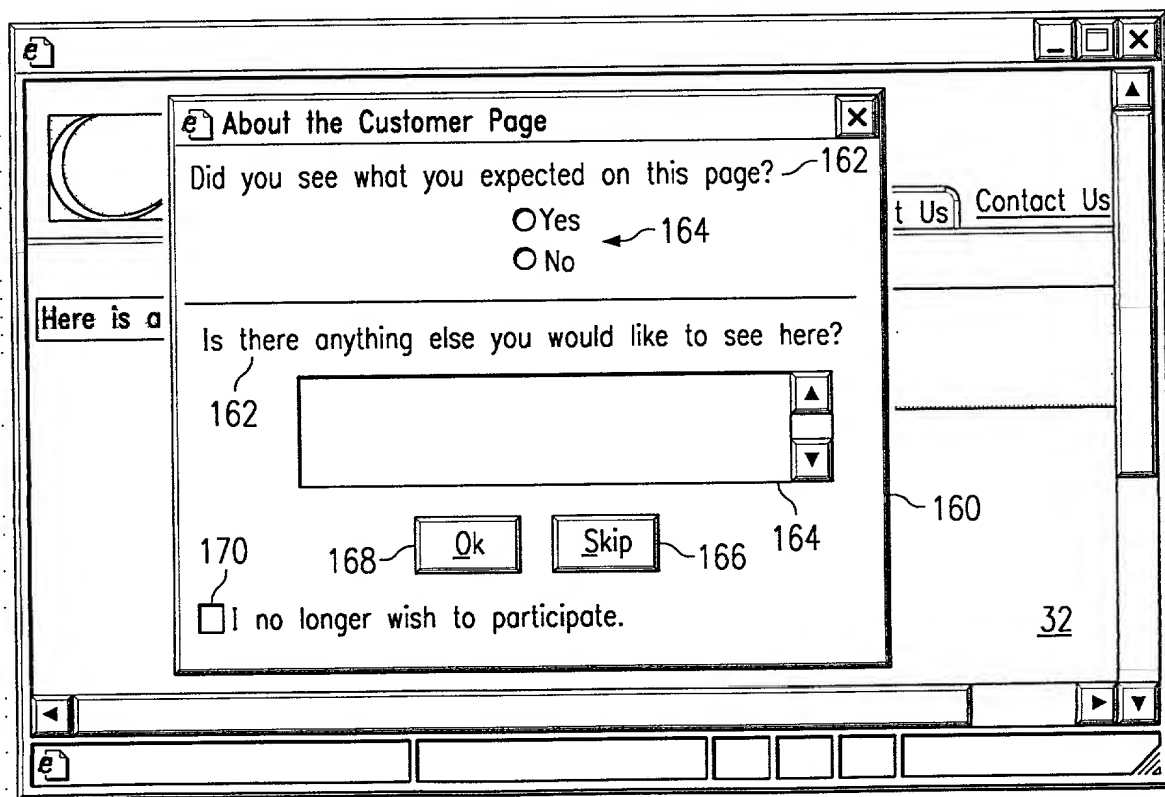 About the Customer Page
Did you see what you expected on this page? 162
t Us Contact Us
Yes
164
No
Here is a
Is there anything else you would like to see here?
162
160
164
170
168 Ok Skip 166
I no longer wish to participate.
32